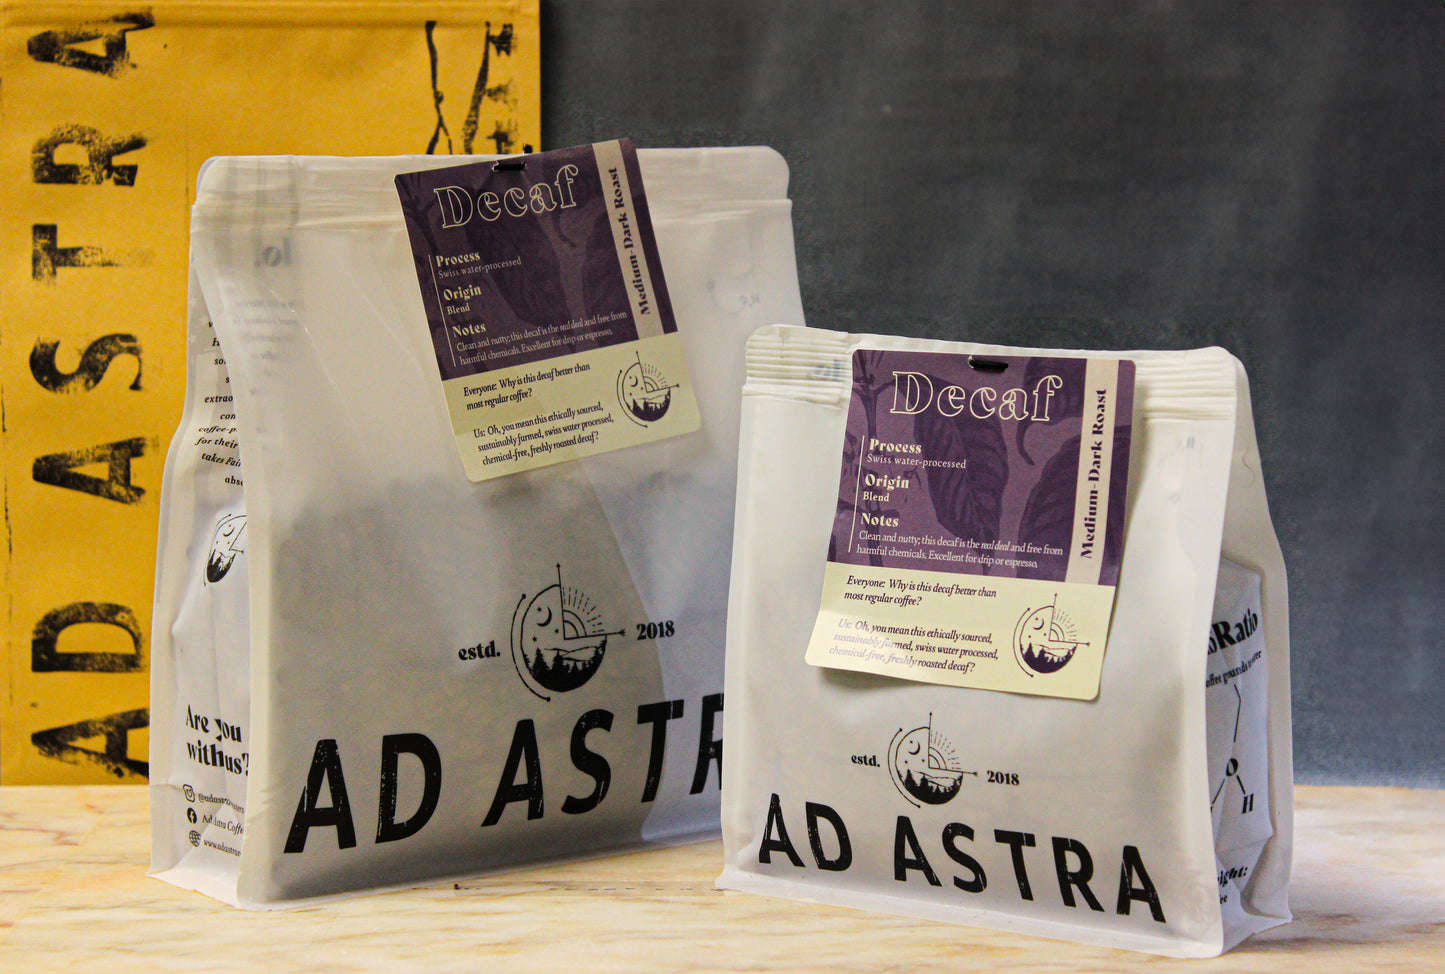 AD ASTRA
Decaf
Medium-Dark Roast
Process
Swiss water-processed
Origin
Blend
Notes
Clean and nutty; this decaf is the real deal and free from
harmful chemicals. Excellent for drip or espresso.
Everyone: Why is this decaf better than
most regular coffee?
Us: Oh, you mean this ethically sourced,
sustainably farmed, swiss water processed,
chemical-free, freshly roasted decaf?
estd.
2018
AD ASTR
for their
takes
Are you
with us?
Decaf
Medium-Dark Roast
Process
Swiss water-processed
Origin
Blend
Notes
Clean and nutty; this decaf is the real deal and free from
harmful chemicals. Excellent for drip or espresso.
Everyone: Why is this decaf better than
most regular coffee?
Us: Oh, you mean this ethically sourced,
sustainably farmed, swiss water processed,
chemical-free, freshly roasted decaf?
estd.
2018
AD ASTRA
Ratio
O
H